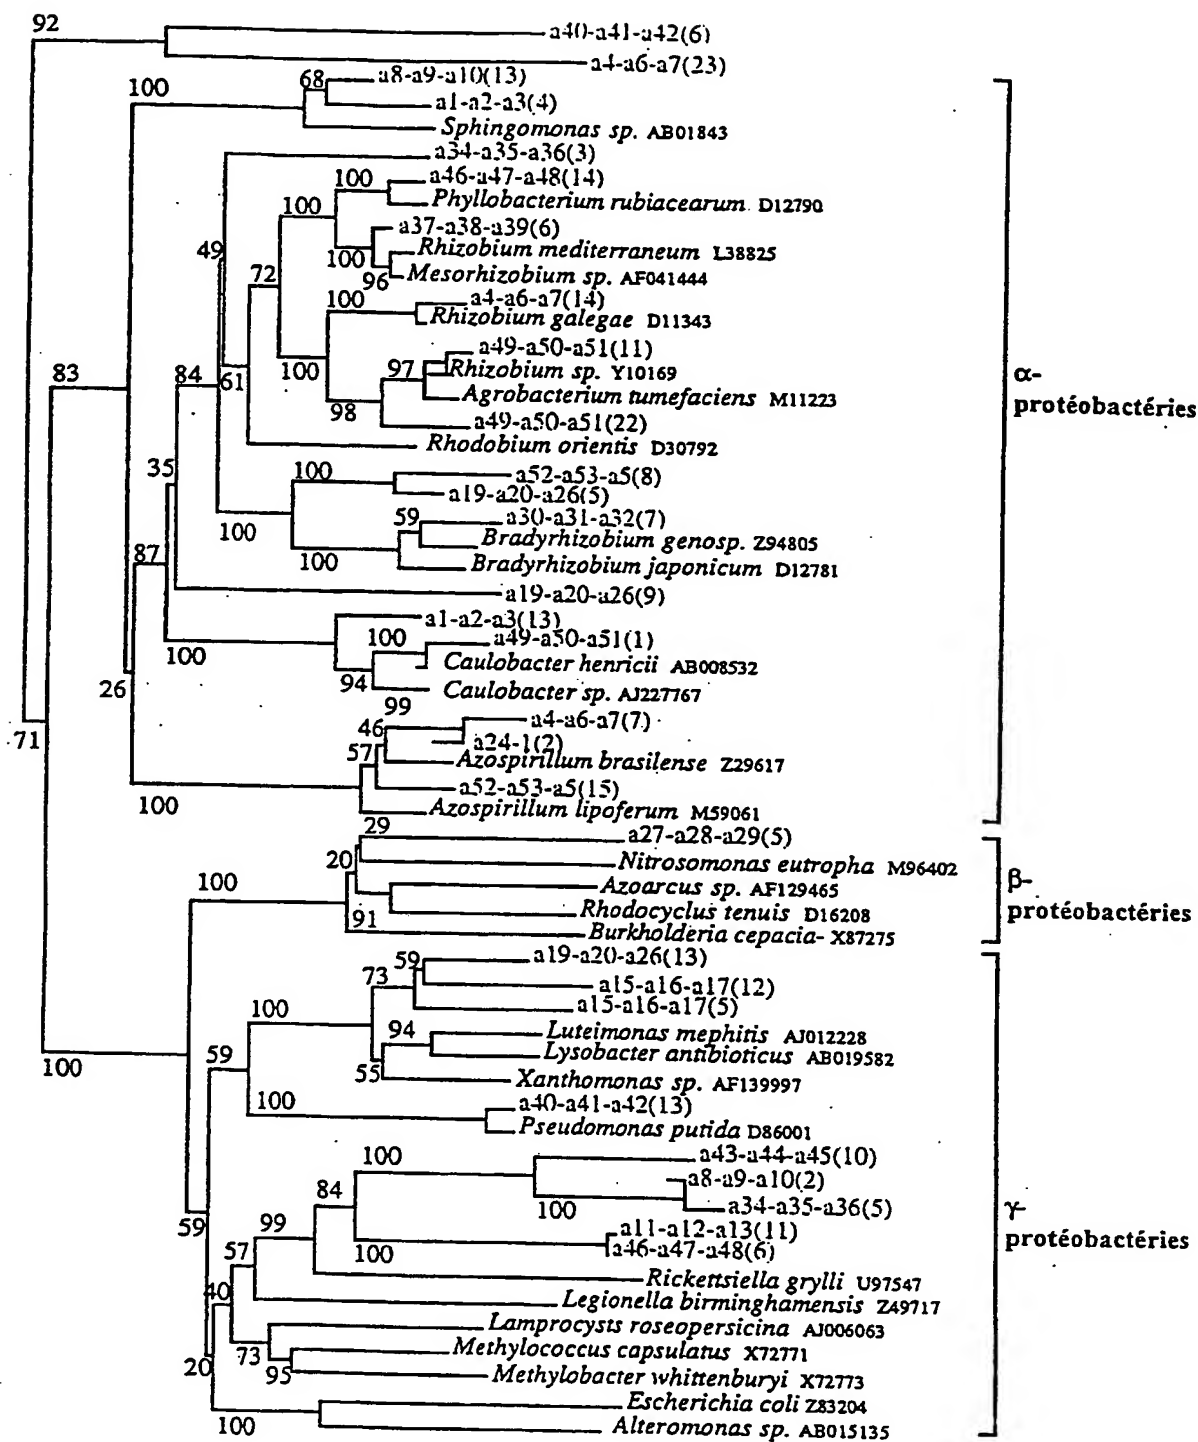 92
a40-a41-a42(6)
a4-a6-a7(23)
100
68
a8-a9-a10(13)
a1-a2-a3(4)
Sphingomonas sp. AB01843
a34-a35-a36(3)
100
a46-a47-a48(14)
Phyllobacterium rubiacearum D12790
100
a37-a38-a39(6)
49
Rhizobium mediterraneum L38825
100
72
96
Mesorhizobium sp. AF041444
100
a4-a6-a7(14)
Rhizobium galegae D11343
a49-a50-a51(11)
97
Rhizobium sp. Y10169
83
84
61
100
α-
protéobactéries
Agrobacterium tumefaciens M11223
98
a49-a50-a51(22)
Rhodobium orientis D30792
35
100
a52-a53-a5(8)
a19-a20-a26(5)
59
a30-a31-a32(7)
100
Bradyrhizobium genosp. Z94805
87
100
Bradyrhizobium japonicum D12781
a19-a20-a26(9)
a1-a2-a3(13)
100
a49-a50-a51(1)
100
Caulobacter henricii AB008532
26
94
Caulobacter sp. AJ227767
99
a4-a6-a7(7)
71
46
a24-1(2)
57
Azospirillum brasilense Z29617
a52-a53-a5(15)
100
Azospirillum lipoferum M59061
29
a27-a28-a29(5)
20
Nitrosomonas eutropha M96402
100
Azoarcus sp. AF129465
β-
protéobactéries
91
Rhodocyclus tenuis D16208
Burkholderia cepacia- X87275
59
a19-a20-a26(13)
73
a15-a16-a17(12)
100
a15-a16-a17(5)
94
Luteimonas mephitis AJ012228
59
Lysobacter antibioticus AB019582
100
55
Xanthomonas sp. AF139997
100
a40-a41-a42(13)
Pseudomonas putida D86001
100
a43-a44-a45(10)
a8-a9-a10(2)
84
100
a34-a35-a36(5)
γ-
protéobactéries
59
99
a11-a12-a13(11)
57
100
a46-a47-a48(6)
Rickettsiella grylli U97547
40
Legionella birminghamensis Z49717
Lamprocysts roseopersicina AJ006063
73
Methylococcus capsulatus X72771
20
95
Methylobacter whittenburyi X72773
Escherichia coli Z83204
100
Alteromonas sp. AB015135